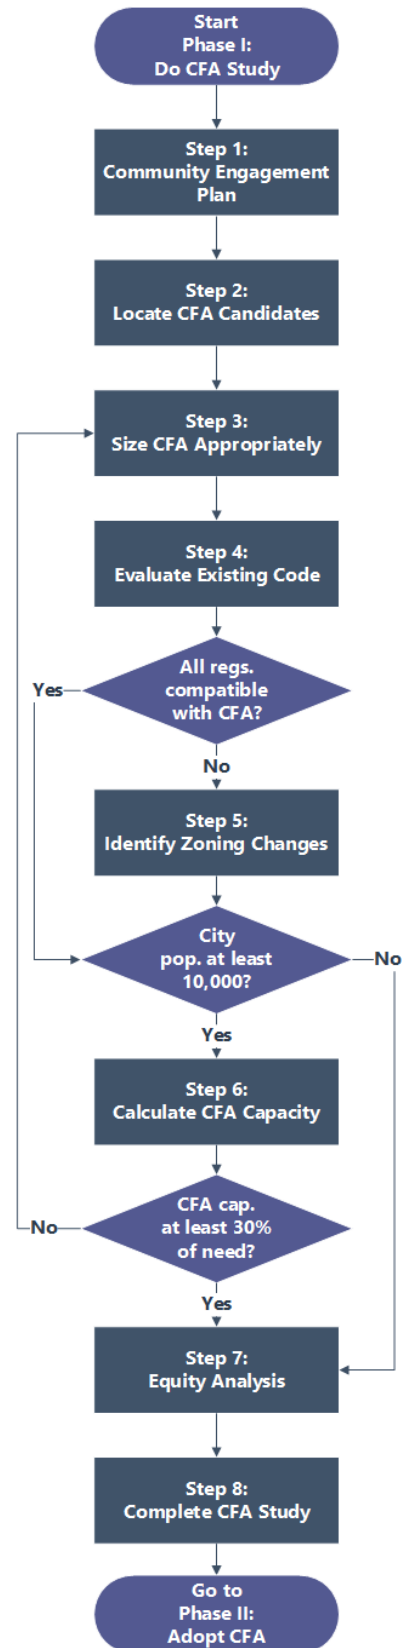 Start
Phase I:
Do CFA Study
Step 1:
Community Engagement
Plan
Step 2:
Locate CFA Candidates
Step 3:
Size CFA Appropriately
Step 4:
Evaluate Existing Code
All regs.
compatible
with CFA?
Yes
No
Step 5:
Identify Zoning Changes
City
pop. at least
10,000?
No
Yes
Step 6:
Calculate CFA Capacity
CFA cap.
at least 30%
of need?
No
Yes
Step 7:
Equity Analysis
Step 8:
Complete CFA Study
Go to
Phase II:
Adopt CFA